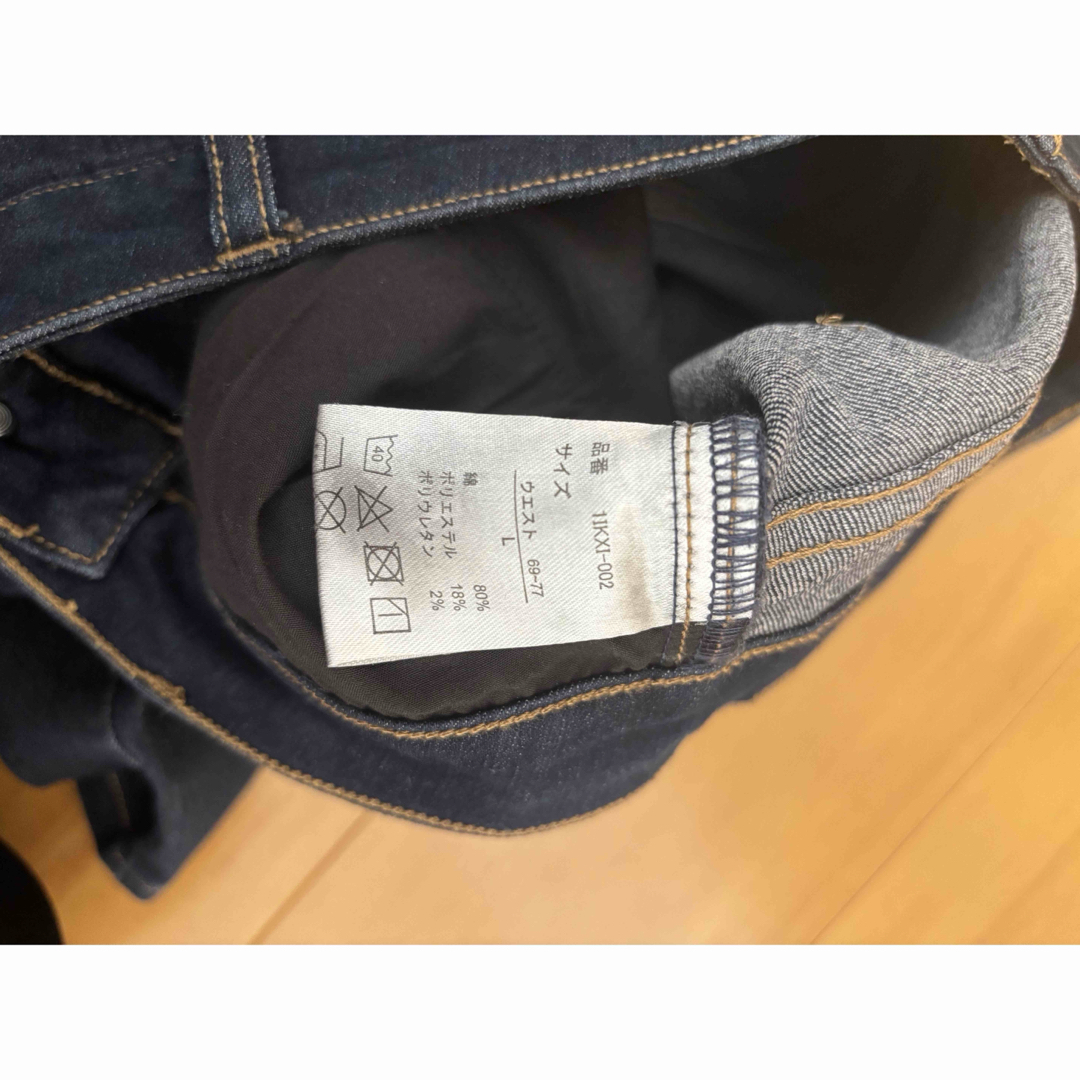 品番 1JKX1-002
サイズ
ウエスト 69-77
L
綿 80%
ポリエステル 18%
ポリウレタン 2%
40